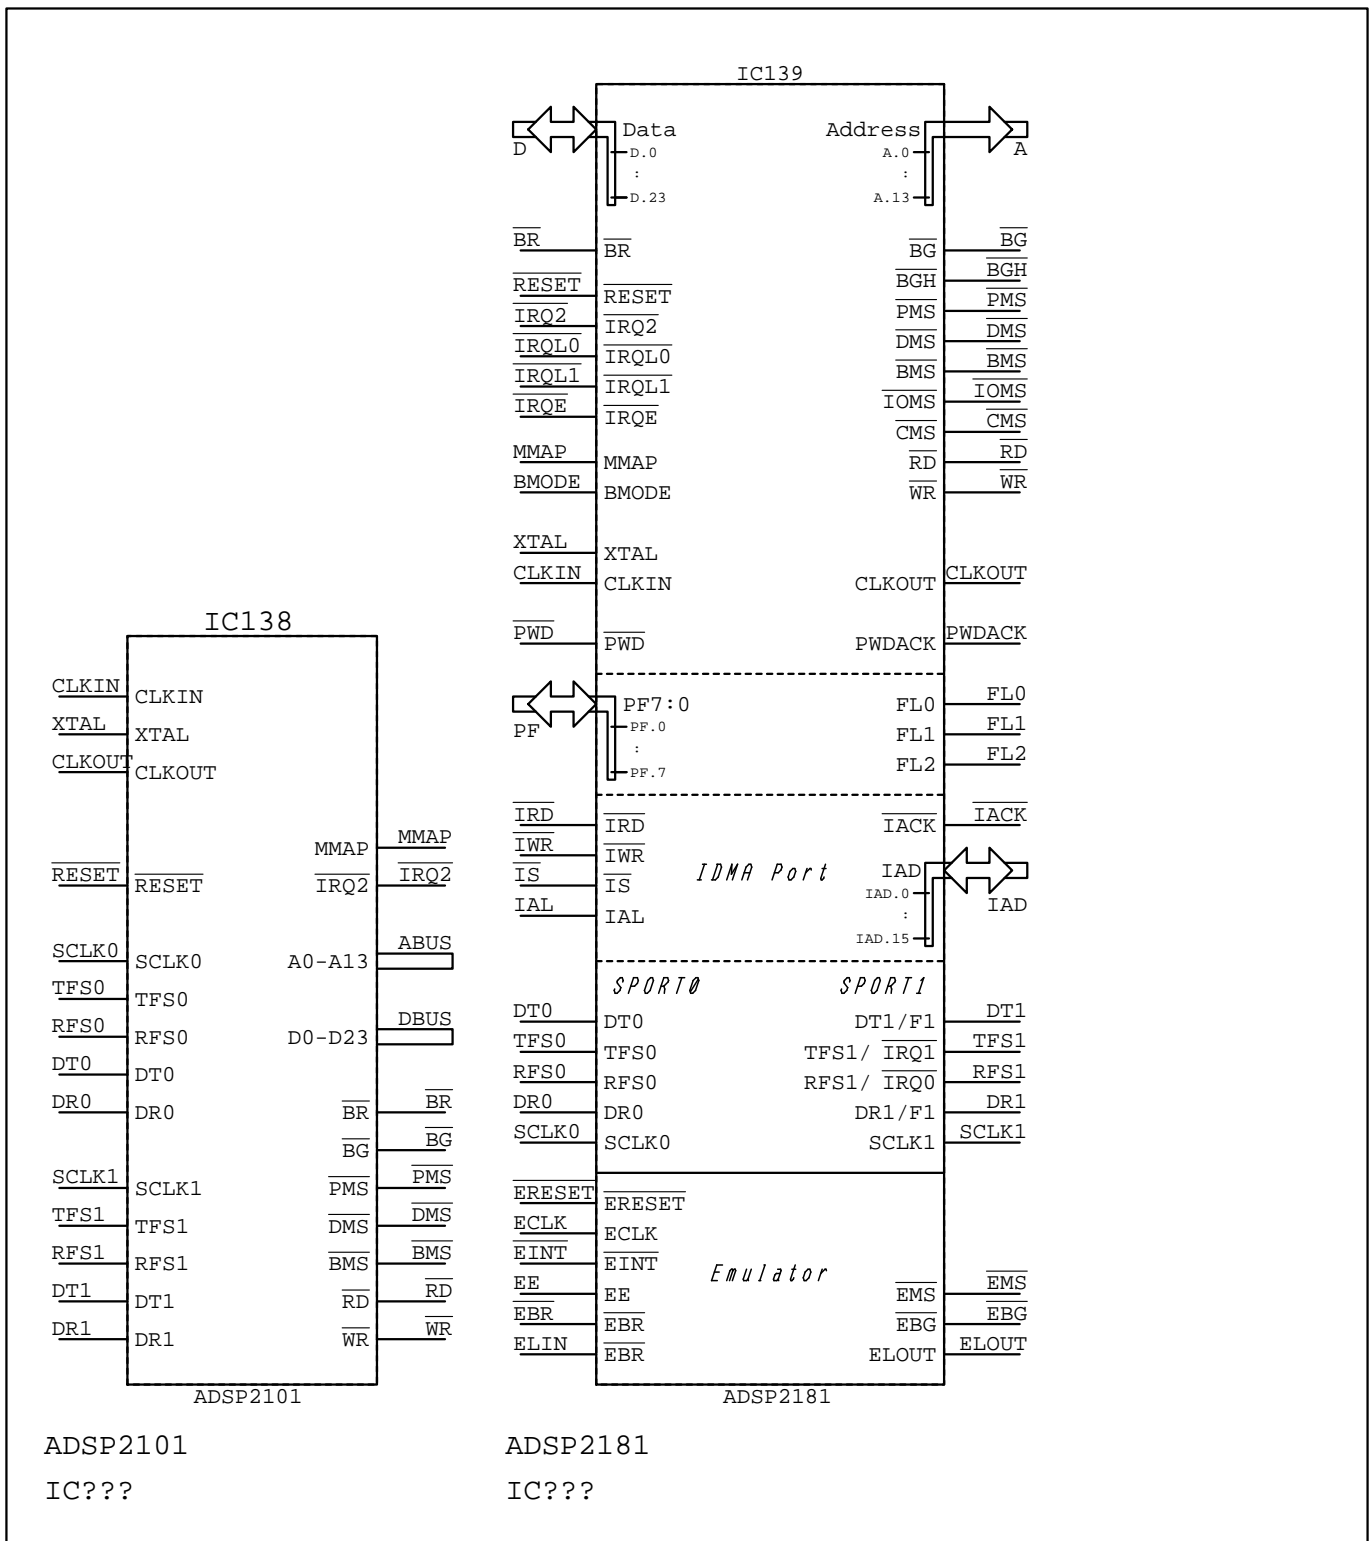 IC139
D
Data
D.0
:
D.23
Address
A.0
:
A.13
A
BR BR BG BG
BGH BGH
RESET RESET PMS PMS
IRQ2 IRQ2 DMS DMS
IRQL0 IRQL0 BMS BMS
IRQL1 IRQL1 IOMS IOMS
IRQE IRQE CMS CMS
MMAP MMAP RD RD
BMODE BMODE WR WR
XTAL XTAL
CLKIN CLKIN CLKOUT CLKOUT
PWD PWD PWDACK PWDACK
PF
PF7:0
PF.0
:
PF.7
FL0 FL0
FL1 FL1
FL2 FL2
IRD IRD IACK IACK
IWR IWR
IS IS
IAL IAL
IDMA Port
IAD
IAD.0
:
IAD.15
IAD
SPORT0 SPORT1
DT0 DT0 DT1/F1 DT1
TFS0 TFS0 TFS1/ IRQ1 TFS1
RFS0 RFS0 RFS1/ IRQ0 RFS1
DR0 DR0 DR1/F1 DR1
SCLK0 SCLK0 SCLK1 SCLK1
ERESET ERESET
ECLK ECLK
EINT EINT
Emulator
EE EE EMS EMS
EBR EBR EBG EBG
ELIN EBR ELOUT ELOUT
ADSP2181
IC138
CLKIN CLKIN
XTAL XTAL
CLKOUT CLKOUT
MMAP MMAP
RESET RESET IRQ2 IRQ2
SCLK0 SCLK0 A0-A13 ABUS
TFS0 TFS0
RFS0 RFS0 D0-D23 DBUS
DT0 DT0
DR0 DR0 BR BR
BG BG
SCLK1 SCLK1 PMS PMS
TFS1 TFS1 DMS DMS
RFS1 RFS1 BMS BMS
DT1 DT1 RD RD
DR1 DR1 WR WR
ADSP2101
ADSP2101
IC???
ADSP2181
IC???